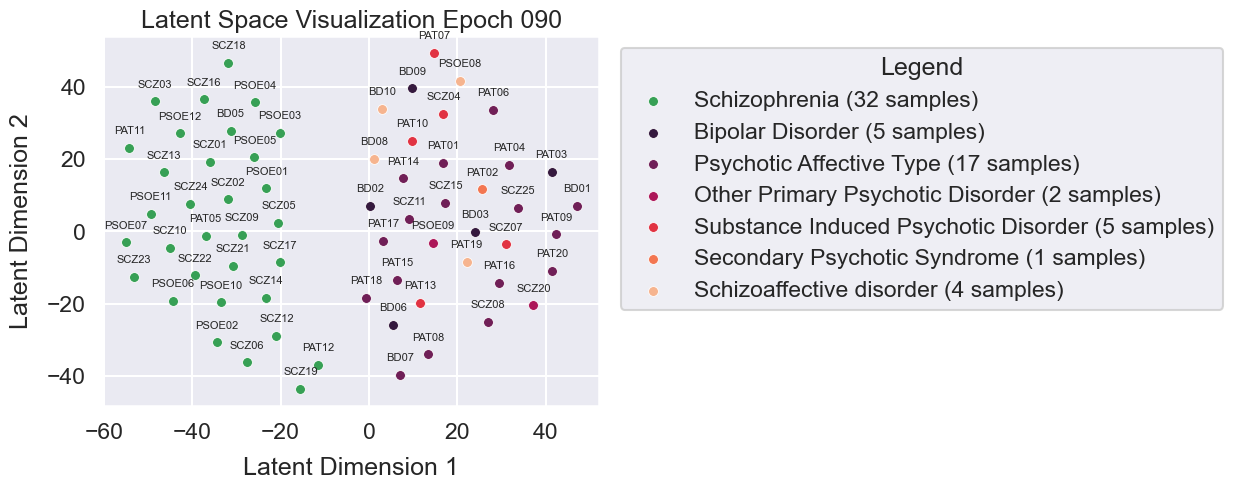 Latent Space Visualization Epoch 090
Latent Dimension 2
40
20
0
−20
−40
−60
−40
−20
0
20
40
Latent Dimension 1
PAT07
SCZ18
PSOE08
BD09
SCZ03
SCZ16
PSOE04
BD10
SCZ04
PAT06
PSOE12
BD05
PSOE03
PAT10
PAT11
SCZ01
PSOE05
BD08
PAT01
PAT04
SCZ13
PAT14
PAT03
SCZ24
SCZ02
PSOE01
PAT02
PSOE11
BD02
SCZ15
SCZ25
BD01
PAT05
SCZ09
SCZ05
SCZ11
BD03
PSOE07
SCZ10
PAT17
PSOE09
SCZ07
PAT09
SCZ23
SCZ22
SCZ21
SCZ17
PAT19
PAT20
PSOE06
PSOE10
SCZ14
PAT18
PAT15
PAT16
PAT13
SCZ20
PSOE02
SCZ12
BD06
SCZ08
SCZ06
PAT12
BD07
PAT08
SCZ19
Legend
Schizophrenia (32 samples)
Bipolar Disorder (5 samples)
Psychotic Affective Type (17 samples)
Other Primary Psychotic Disorder (2 samples)
Substance Induced Psychotic Disorder (5 samples)
Secondary Psychotic Syndrome (1 samples)
Schizoaffective disorder (4 samples)